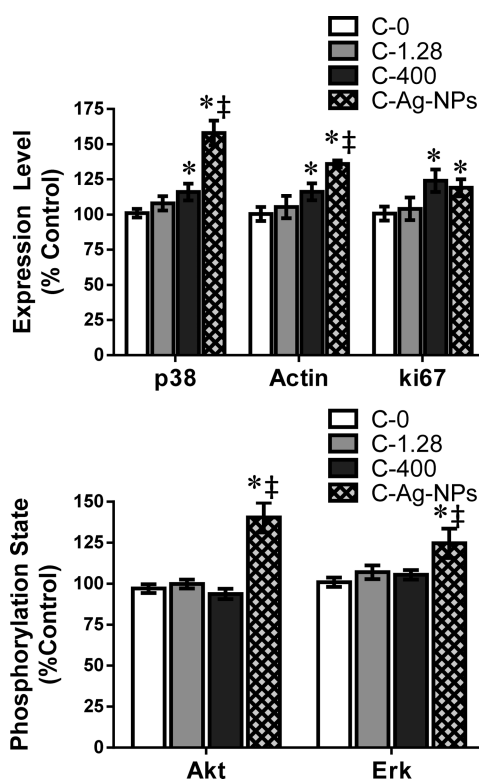 C-0
C-1.28
C-400
C-Ag-NPs
Expression Level
(% Control)
175
150
125
100
75
50
25
0
*‡
*
*‡
*
*
*
p38 Actin ki67
C-0
C-1.28
C-400
C-Ag-NPs
Phosphorylation State
(%Control)
150
125
100
75
50
25
0
*‡
*‡
Akt Erk